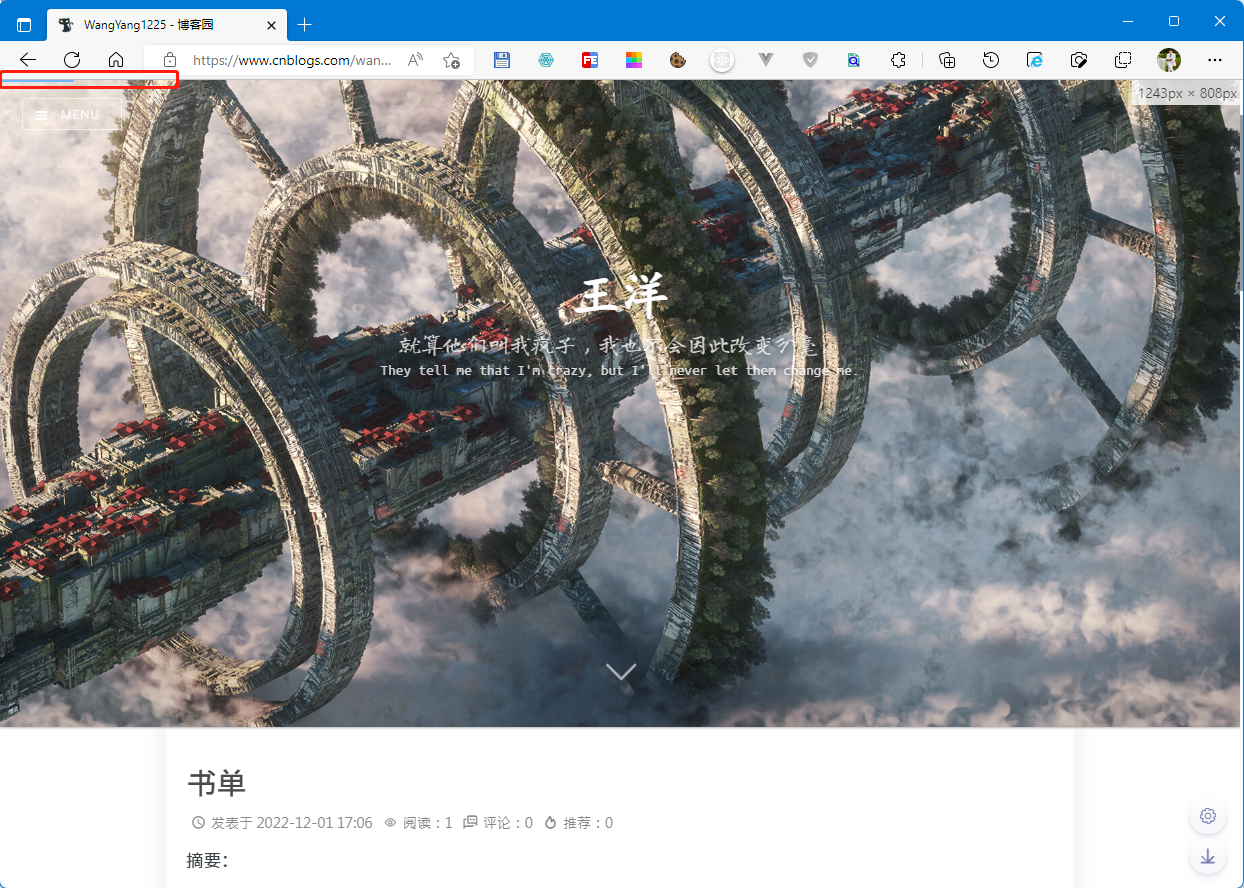 WangYang1225 - 博客园
https://www.cnblogs.com/wan...
1243px × 808px
MENU
王洋
就算他们叫我疯子，我也不会因此改变分毫
They tell me that I'm crazy, but I'll never let them change me.
书单
发表于 2022-12-01 17:06 阅读：1 评论：0 推荐：0
摘要：